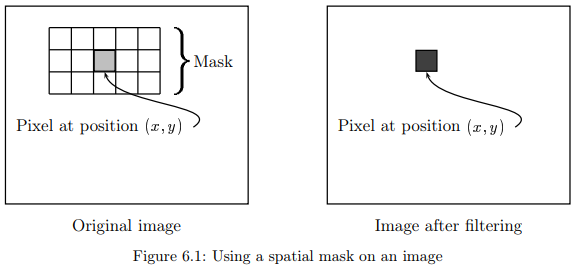 Mask
Pixel at position (x, y)
Pixel at position (x, y)
Original image
Image after filtering
Figure 6.1: Using a spatial mask on an image